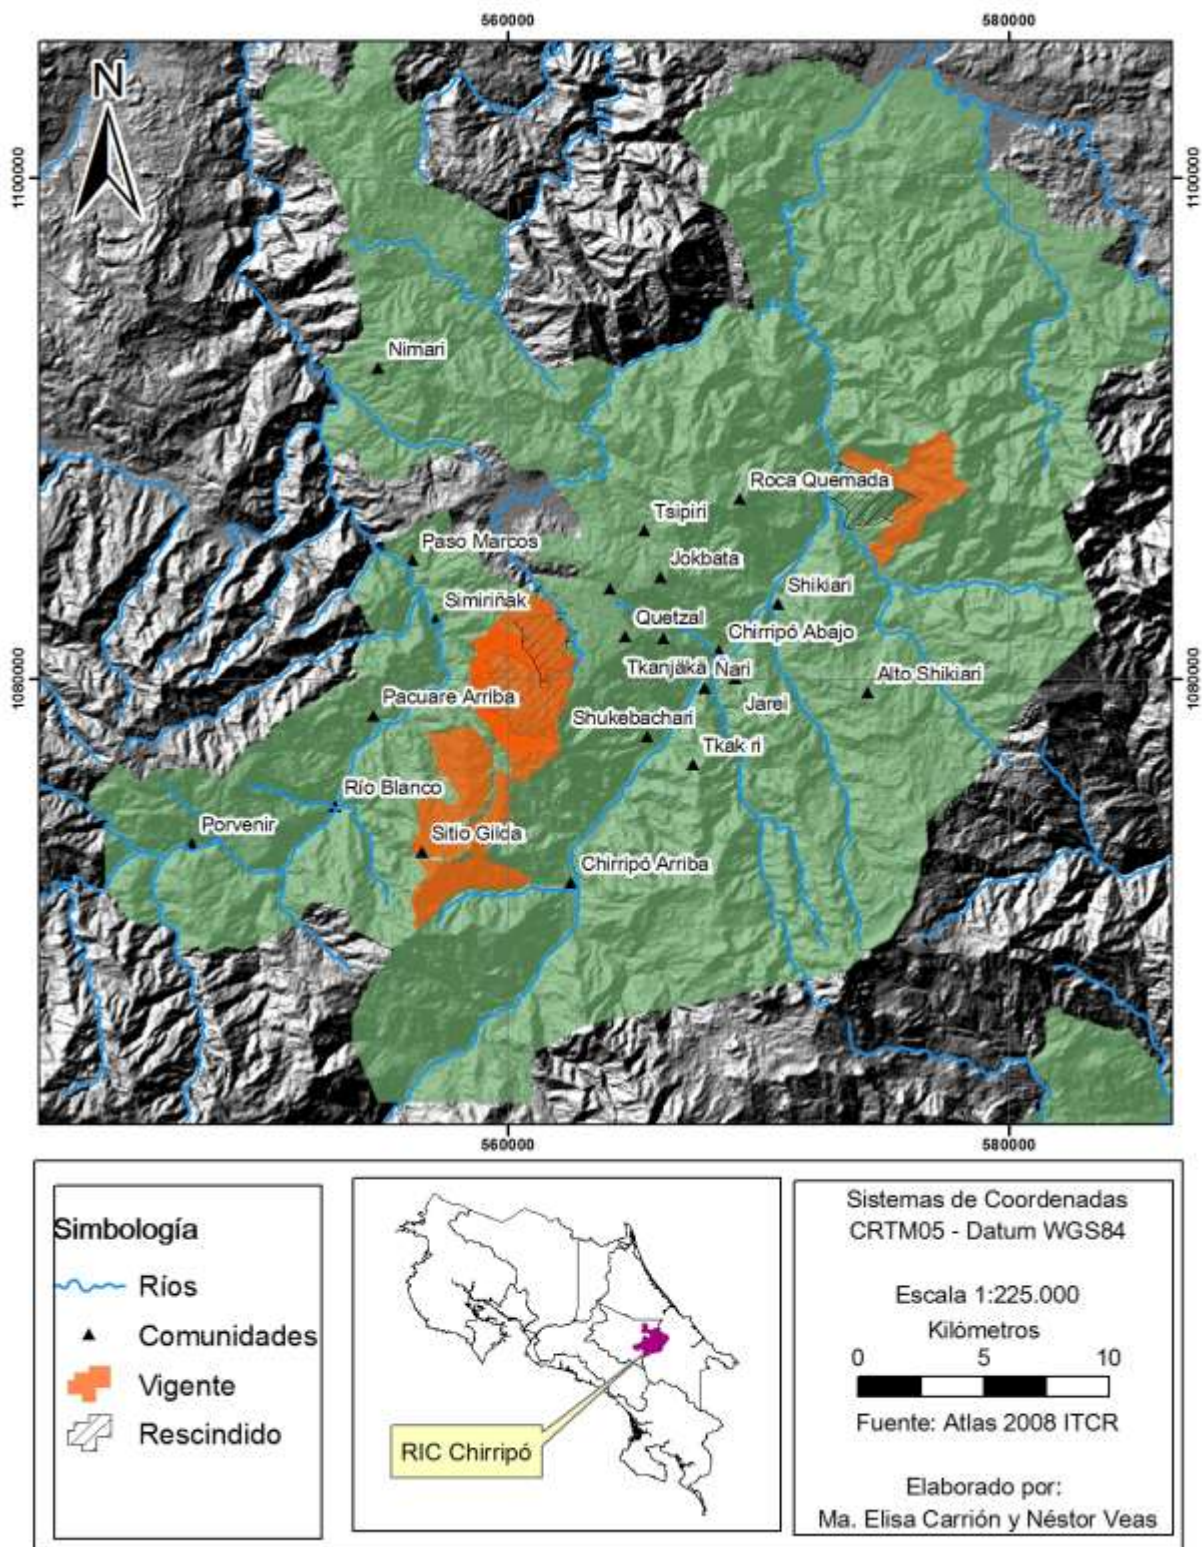 560000
580000
N
1100000
1100000
Nimari
Roca Quemada
Tsipiri
Paso Marcos
Jokbata
Shikiari
Simiriñak
Quetzal
Chirripó Abajo
1080000
Tkanjäkä
Ñari
Alto Shikiari
1080000
Pacuare Arriba
Jarei
Shukebachari
Tkak ri
Río Blanco
Porvenir
Sitio Gilda
Chirripó Arriba
560000
580000
Simbología
Ríos
Comunidades
Vigente
Rescindido
RIC Chirripó
Sistemas de Coordenadas
CRTM05 - Datum WGS84
Escala 1:225.000
Kilómetros
0 5 10
Fuente: Atlas 2008 ITCR
Elaborado por:
Ma. Elisa Carrión y Néstor Veas